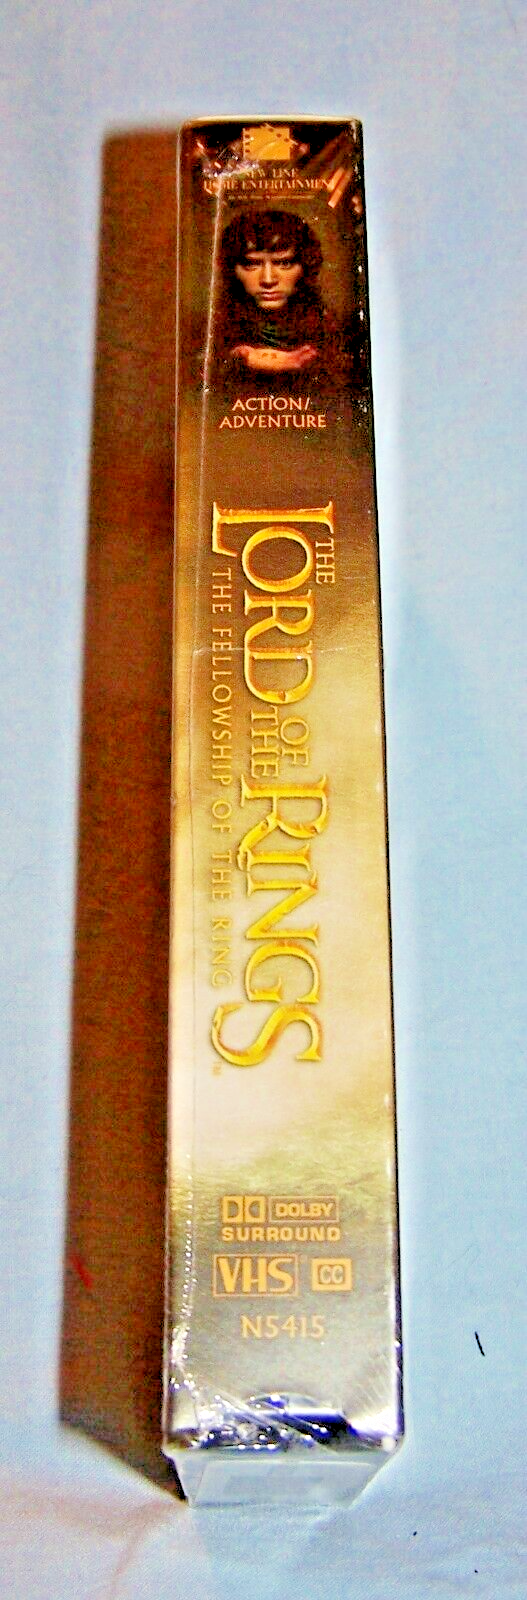 NEW LINE
HOME ENTERTAINMENT
ACTION/
ADVENTURE
THE
LORD
OF
THE
RINGS
THE FELLOWSHIP OF THE RING
TM
DOLBY
SURROUND
VHS
CC
N5415